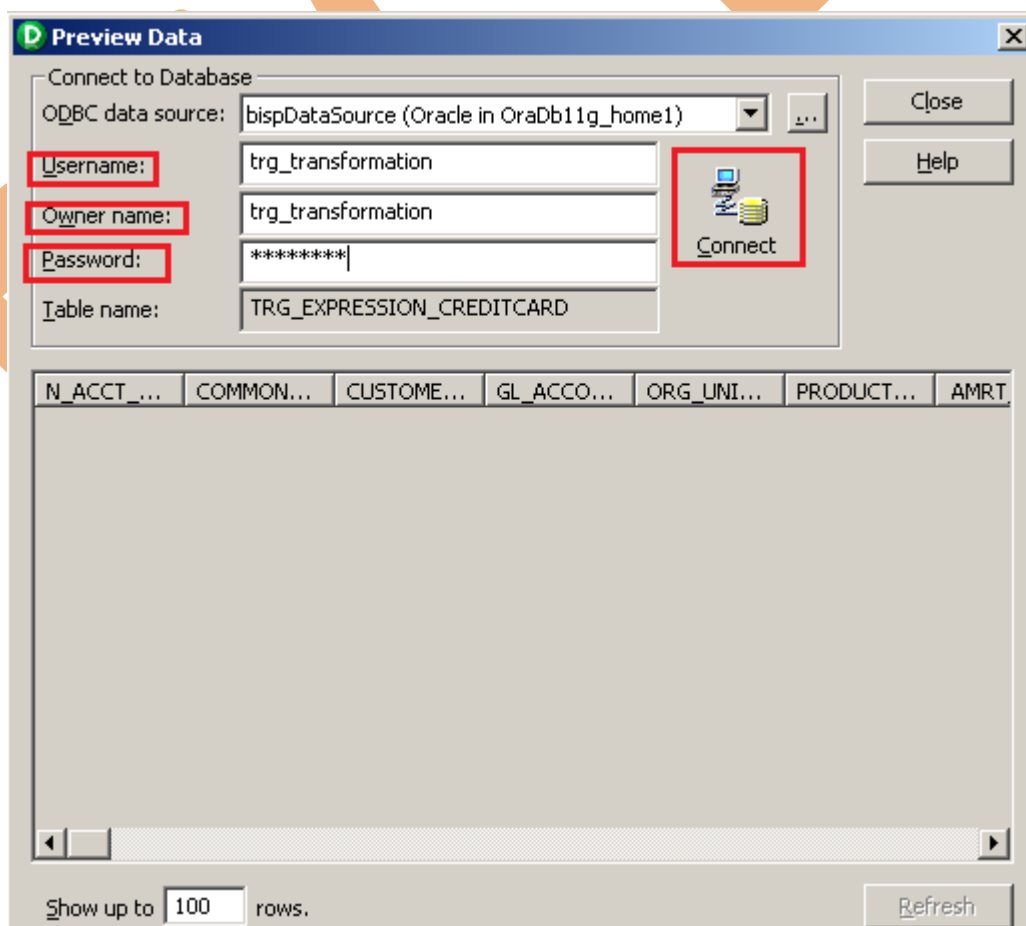 Preview Data
Connect to Database
ODBC data source: bispDataSource (Oracle in OraDb11g_home1) ...
Close
Username: trg_transformation
Help
Owner name: trg_transformation
Password: ********
Connect
Table name: TRG_EXPRESSION_CREDITCARD
N_ACCT_... COMMON... CUSTOME... GL_ACCO... ORG_UNI... PRODUCT... AMRT_
Show up to 100 rows.
Refresh